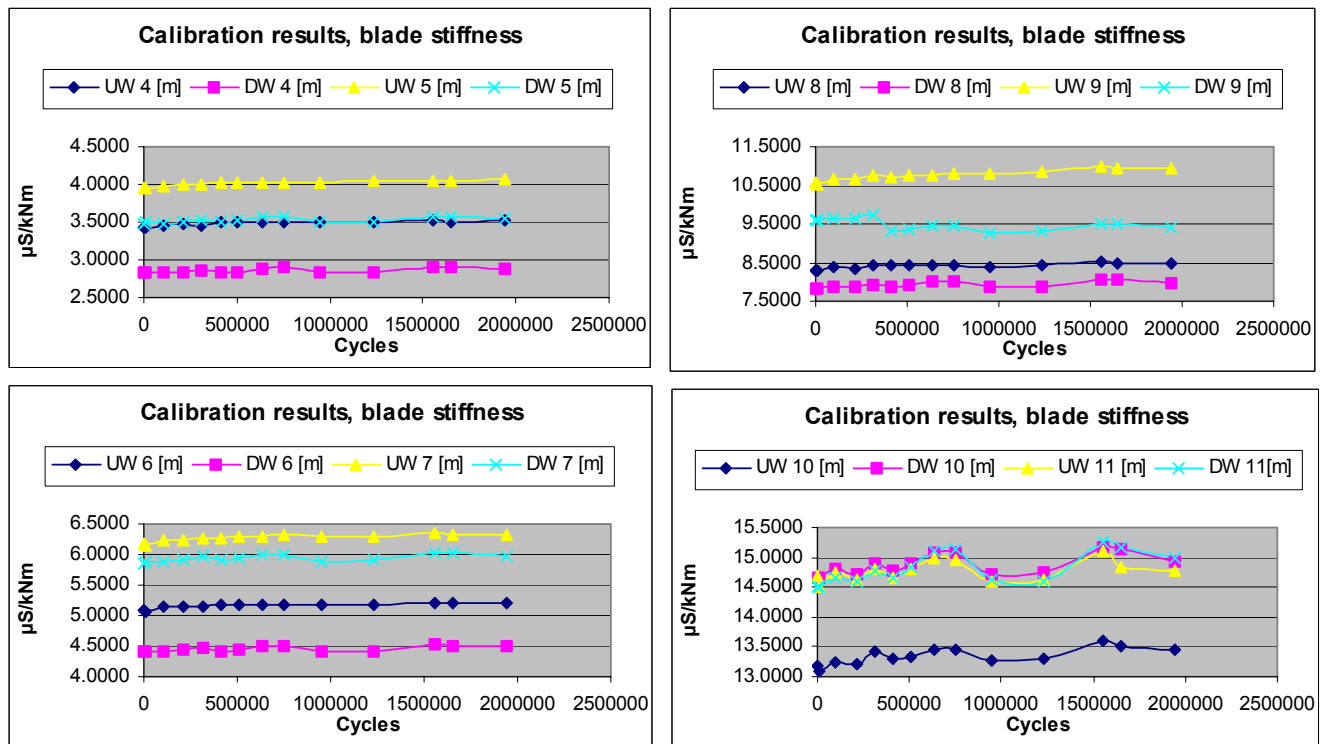 Calibration results, blade stiffness
UW 4 [m] DW 4 [m] UW 5 [m] DW 5 [m]
4.5000
4.0000
3.5000
3.0000
2.5000
µS/kNm
0 500000 1000000 1500000 2000000 2500000
Cycles
Calibration results, blade stiffness
UW 8 [m] DW 8 [m] UW 9 [m] DW 9 [m]
11.5000
10.5000
9.5000
8.5000
7.5000
µS/kNm
0 500000 1000000 1500000 2000000 2500000
Cycles
Calibration results, blade stiffness
UW 6 [m] DW 6 [m] UW 7 [m] DW 7 [m]
6.5000
6.0000
5.5000
5.0000
4.5000
4.0000
µS/kNm
0 500000 1000000 1500000 2000000 2500000
Cycles
Calibration results, blade stiffness
UW 10 [m] DW 10 [m] UW 11 [m] DW 11[m]
15.5000
15.0000
14.5000
14.0000
13.5000
13.0000
µS/kNm
0 500000 1000000 1500000 2000000 2500000
Cycles